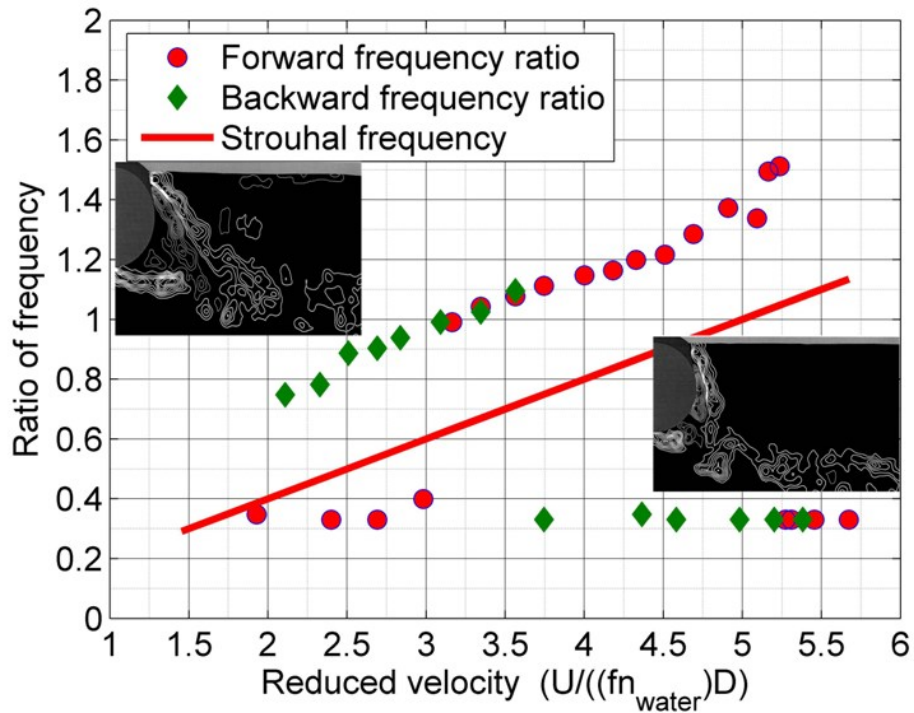 2
1.8
1.6
1.4
1.2
1
0.8
0.6
0.4
0.2
0
Ratio of frequency
Forward frequency ratio
Backward frequency ratio
Strouhal frequency
1 1.5 2 2.5 3 3.5 4 4.5 5 5.5 6
Reduced velocity (U/((fn_water)D)